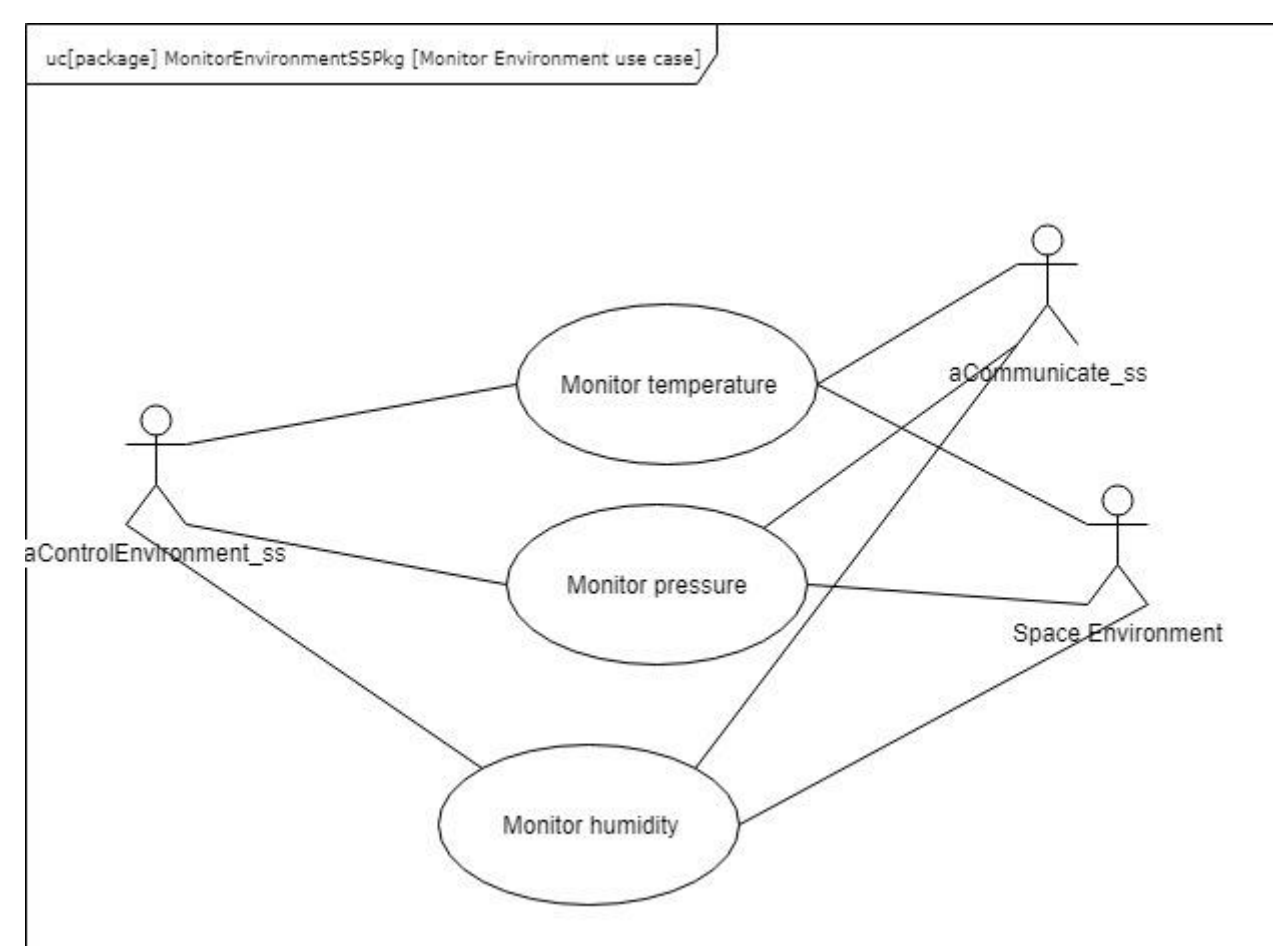 uc[package] MonitorEnvironmentSSPkg [Monitor Environment use case]
aCommunicate_ss
Monitor temperature
aControlEnvironment_ss
Monitor pressure
Space Environment
Monitor humidity